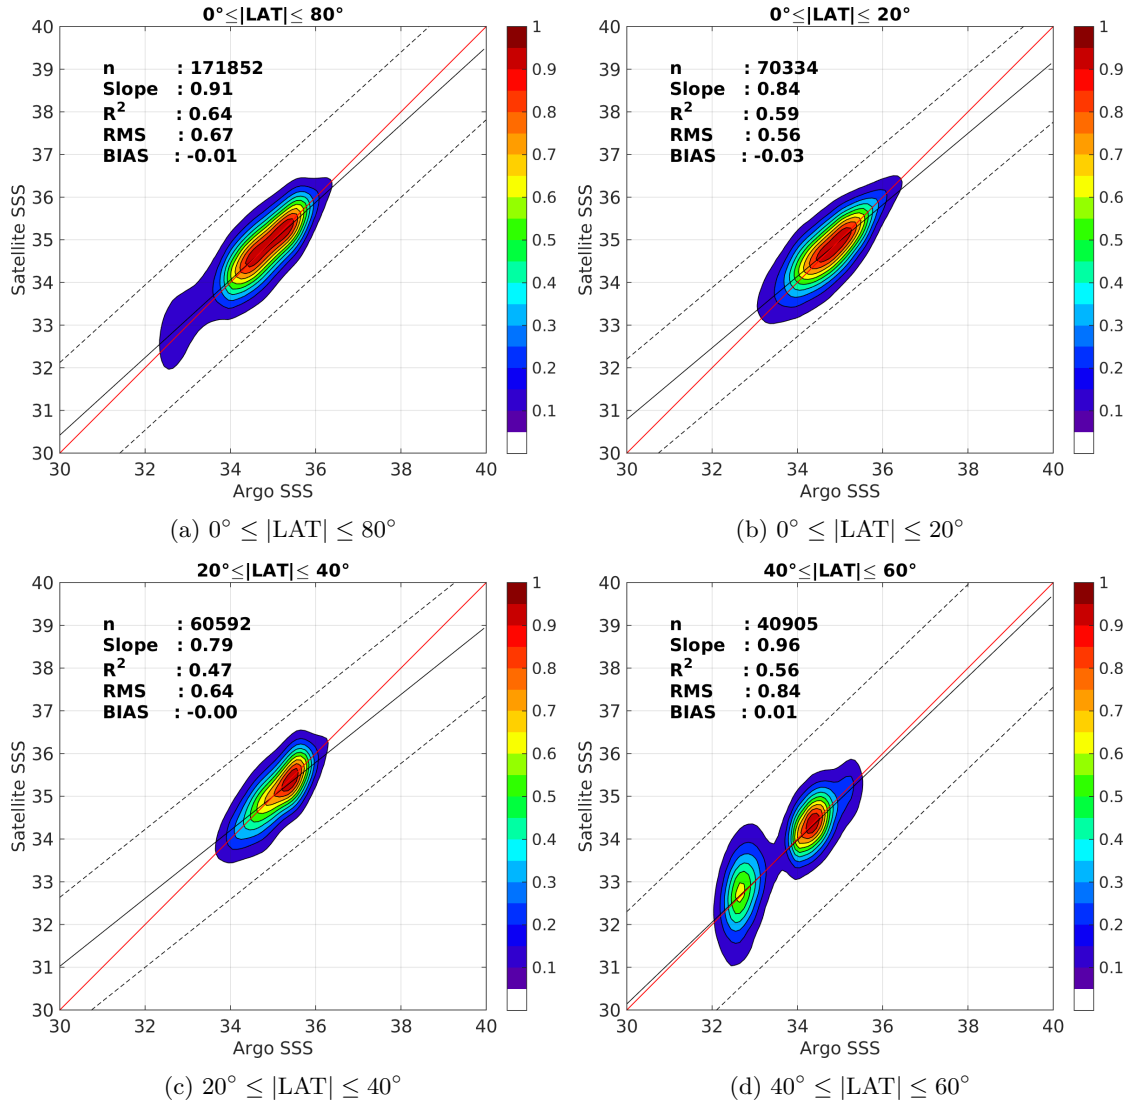 0°≤|LAT|≤ 80°
n : 171852
Slope : 0.91
R² : 0.64
RMS : 0.67
BIAS : -0.01
Satellite SSS
40
39
38
37
36
35
34
33
32
31
30
30 32 34 36 38 40
Argo SSS
1
0.9
0.8
0.7
0.6
0.5
0.4
0.3
0.2
0.1
(a) 0° ≤ |LAT| ≤ 80°
0°≤|LAT|≤ 20°
n : 70334
Slope : 0.84
R² : 0.59
RMS : 0.56
BIAS : -0.03
Satellite SSS
40
39
38
37
36
35
34
33
32
31
30
30 32 34 36 38 40
Argo SSS
1
0.9
0.8
0.7
0.6
0.5
0.4
0.3
0.2
0.1
(b) 0° ≤ |LAT| ≤ 20°
20°≤|LAT|≤ 40°
n : 60592
Slope : 0.79
R² : 0.47
RMS : 0.64
BIAS : -0.00
Satellite SSS
40
39
38
37
36
35
34
33
32
31
30
30 32 34 36 38 40
Argo SSS
1
0.9
0.8
0.7
0.6
0.5
0.4
0.3
0.2
0.1
(c) 20° ≤ |LAT| ≤ 40°
40°≤|LAT|≤ 60°
n : 40905
Slope : 0.96
R² : 0.56
RMS : 0.84
BIAS : 0.01
Satellite SSS
40
39
38
37
36
35
34
33
32
31
30
30 32 34 36 38 40
Argo SSS
1
0.9
0.8
0.7
0.6
0.5
0.4
0.3
0.2
0.1
(d) 40° ≤ |LAT| ≤ 60°